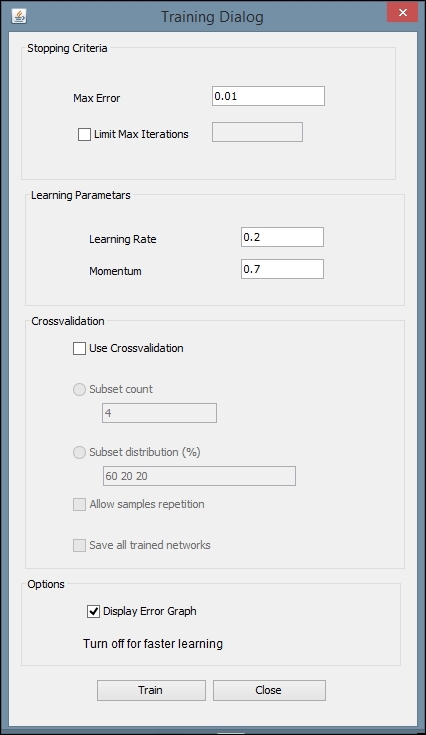 Training Dialog
Stopping Criteria
Max Error 0.01
Limit Max Iterations
Learning Parametars
Learning Rate 0.2
Momentum 0.7
Crossvalidation
Use Crossvalidation
Subset count
4
Subset distribution (%)
60 20 20
Allow samples repetition
Save all trained networks
Options
Display Error Graph
Turn off for faster learning
Train Close